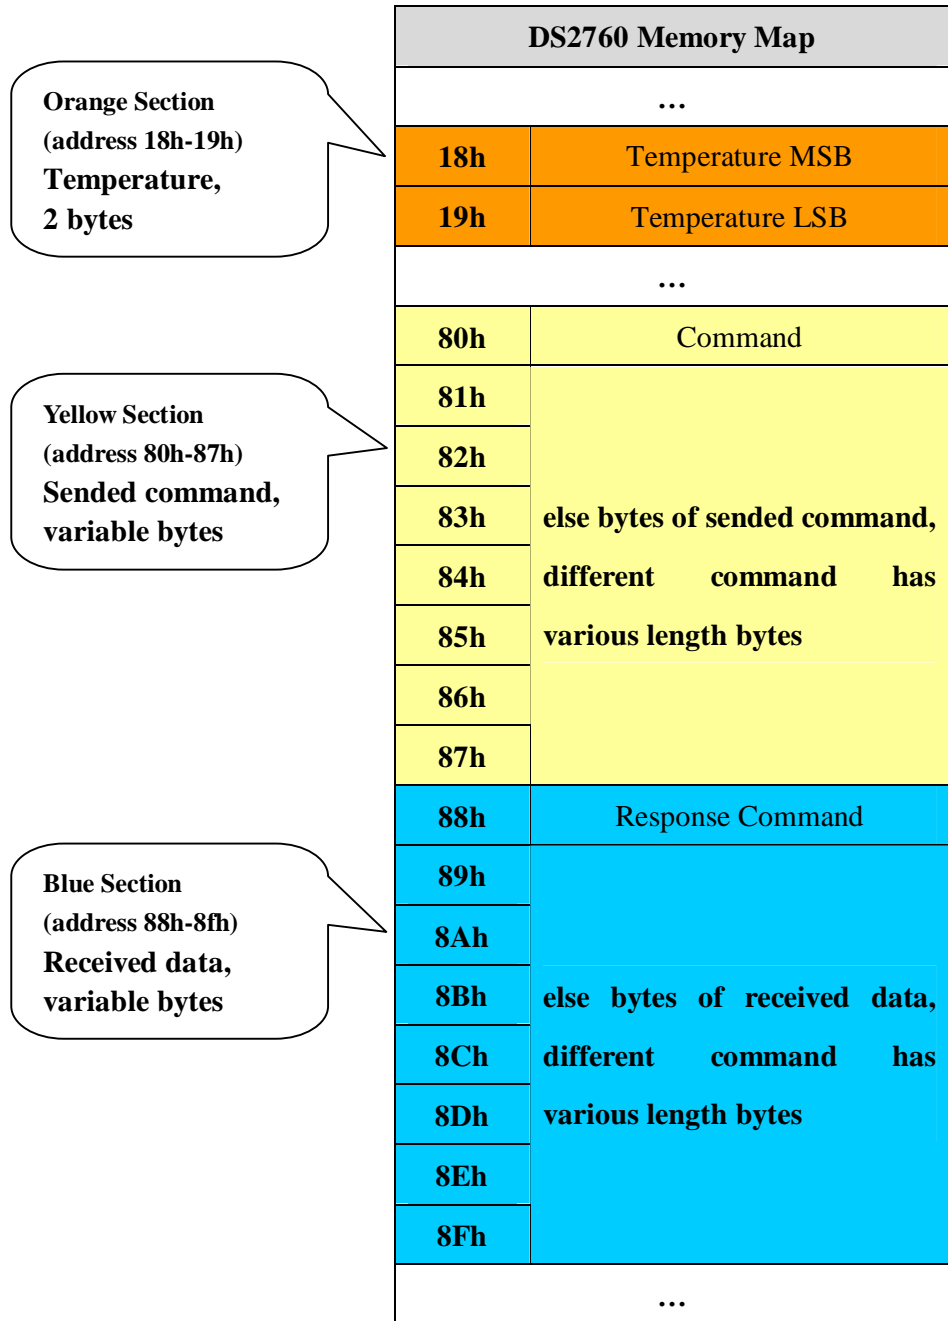 DS2760 Memory Map
…
Orange Section
(address 18h-19h)
Temperature,
2 bytes
18h Temperature MSB
19h Temperature LSB
…
80h Command
Yellow Section
(address 80h-87h)
Sended command,
variable bytes
81h
82h
83h else bytes of sended command,
84h different command has
85h various length bytes
86h
87h
88h Response Command
Blue Section
(address 88h-8fh)
Received data,
variable bytes
89h
8Ah
8Bh else bytes of received data,
8Ch different command has
8Dh various length bytes
8Eh
8Fh
…